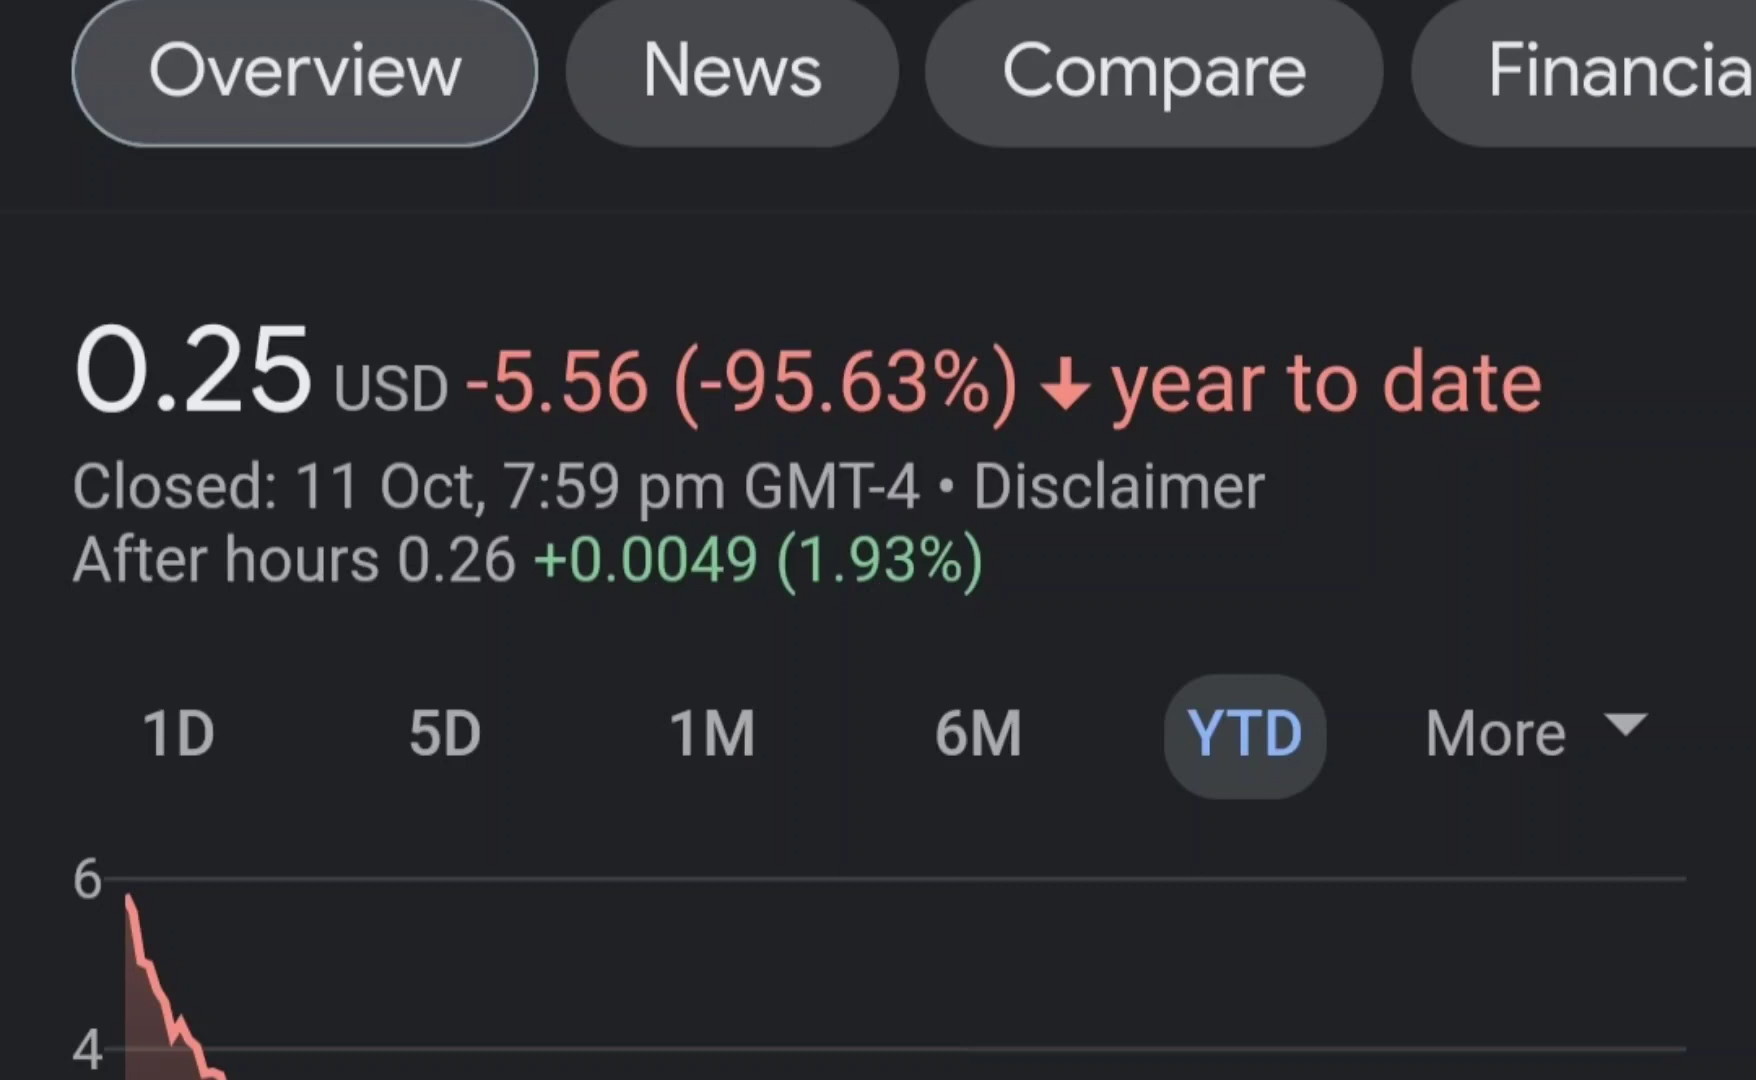 Overview News Compare Financia
0.25 USD -5.56 (-95.63%) ↓ year to date
Closed: 11 Oct, 7:59 pm GMT-4 • Disclaimer
After hours 0.26 +0.0049 (1.93%)
1D 5D 1M 6M YTD More
6
4